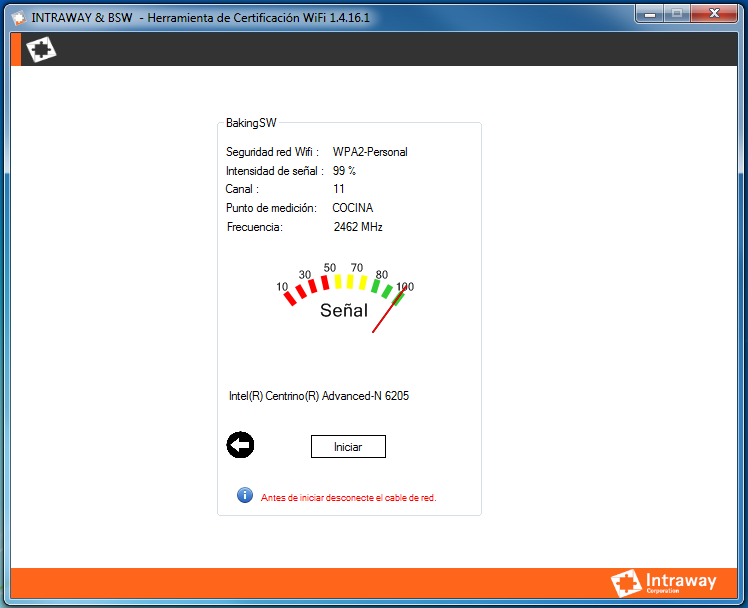 INTRAWAY & BSW - Herramienta de Certificación WiFi 1.4.16.1
BakingSW
Seguridad red Wifi : WPA2-Personal
Intensidad de señal : 99 %
Canal : 11
Punto de medición: COCINA
Frecuencia: 2462 MHz
10 30 50 70 80 100
Señal
Intel(R) Centrino(R) Advanced-N 6205
Iniciar
Antes de iniciar desconecte el cable de red.
Intraway
Corporation